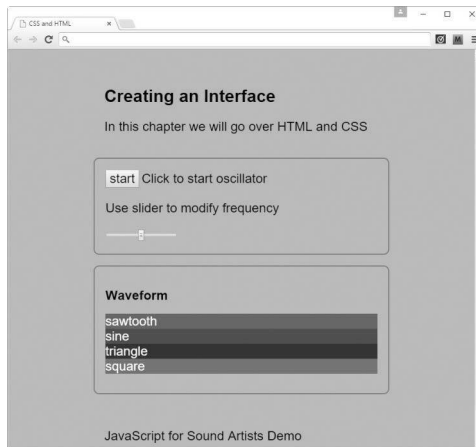 CSS and HTML
Creating an Interface
In this chapter we will go over HTML and CSS
start Click to start oscillator
Use slider to modify frequency
Waveform
sawtooth
sine
triangle
square
JavaScript for Sound Artists Demo